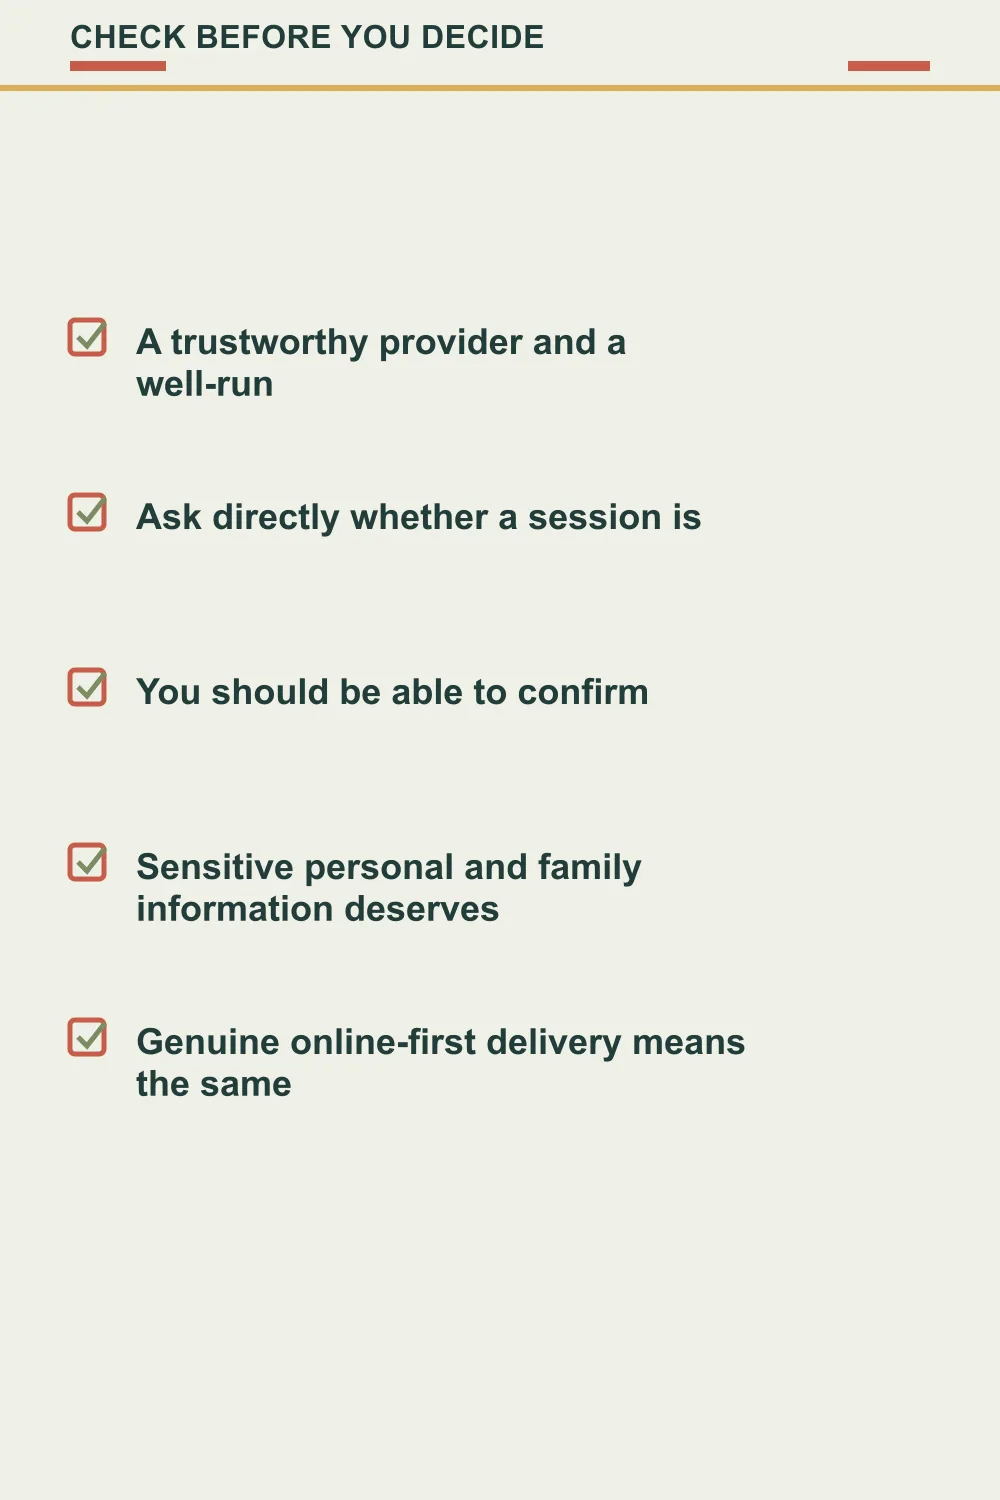 CHECK BEFORE YOU DECIDE
A trustworthy provider and a
well-run
Ask directly whether a session is
You should be able to confirm
Sensitive personal and family
information deserves
Genuine online-first delivery means
the same